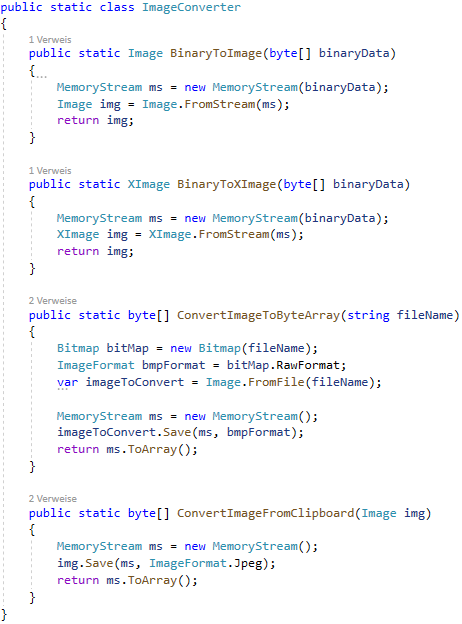 public static class ImageConverter
{
1 Verweis
public static Image BinaryToImage(byte[] binaryData)
{
MemoryStream ms = new MemoryStream(binaryData);
Image img = Image.FromStream(ms);
return img;
}
1 Verweis
public static XImage BinaryToXImage(byte[] binaryData)
{
MemoryStream ms = new MemoryStream(binaryData);
XImage img = XImage.FromStream(ms);
return img;
}
2 Verweise
public static byte[] ConvertImageToByteArray(string fileName)
{
Bitmap bitMap = new Bitmap(fileName);
ImageFormat bmpFormat = bitMap.RawFormat;
var imageToConvert = Image.FromFile(fileName);
MemoryStream ms = new MemoryStream();
imageToConvert.Save(ms, bmpFormat);
return ms.ToArray();
}
2 Verweise
public static byte[] ConvertImageFromClipboard(Image img)
{
MemoryStream ms = new MemoryStream();
img.Save(ms, ImageFormat.Jpeg);
return ms.ToArray();
}
}